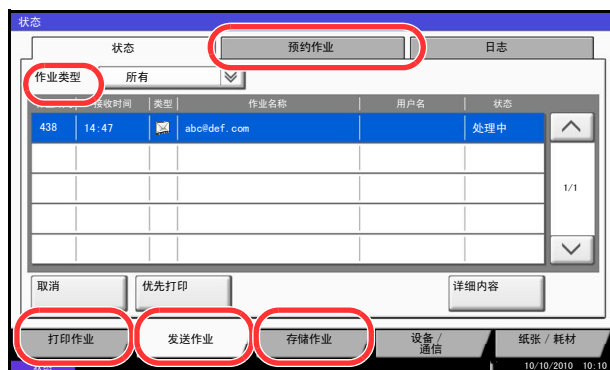 状态
状态 预约作业 日志
作业类型 所有
接收时间 类型 作业名称 用户名 状态
438 14:47 abc@def.com 处理中
1/1
取消 优先打印 详细内容
打印作业 发送作业 存储作业 设备/通信 纸张/耗材
10/10/2010 10:10